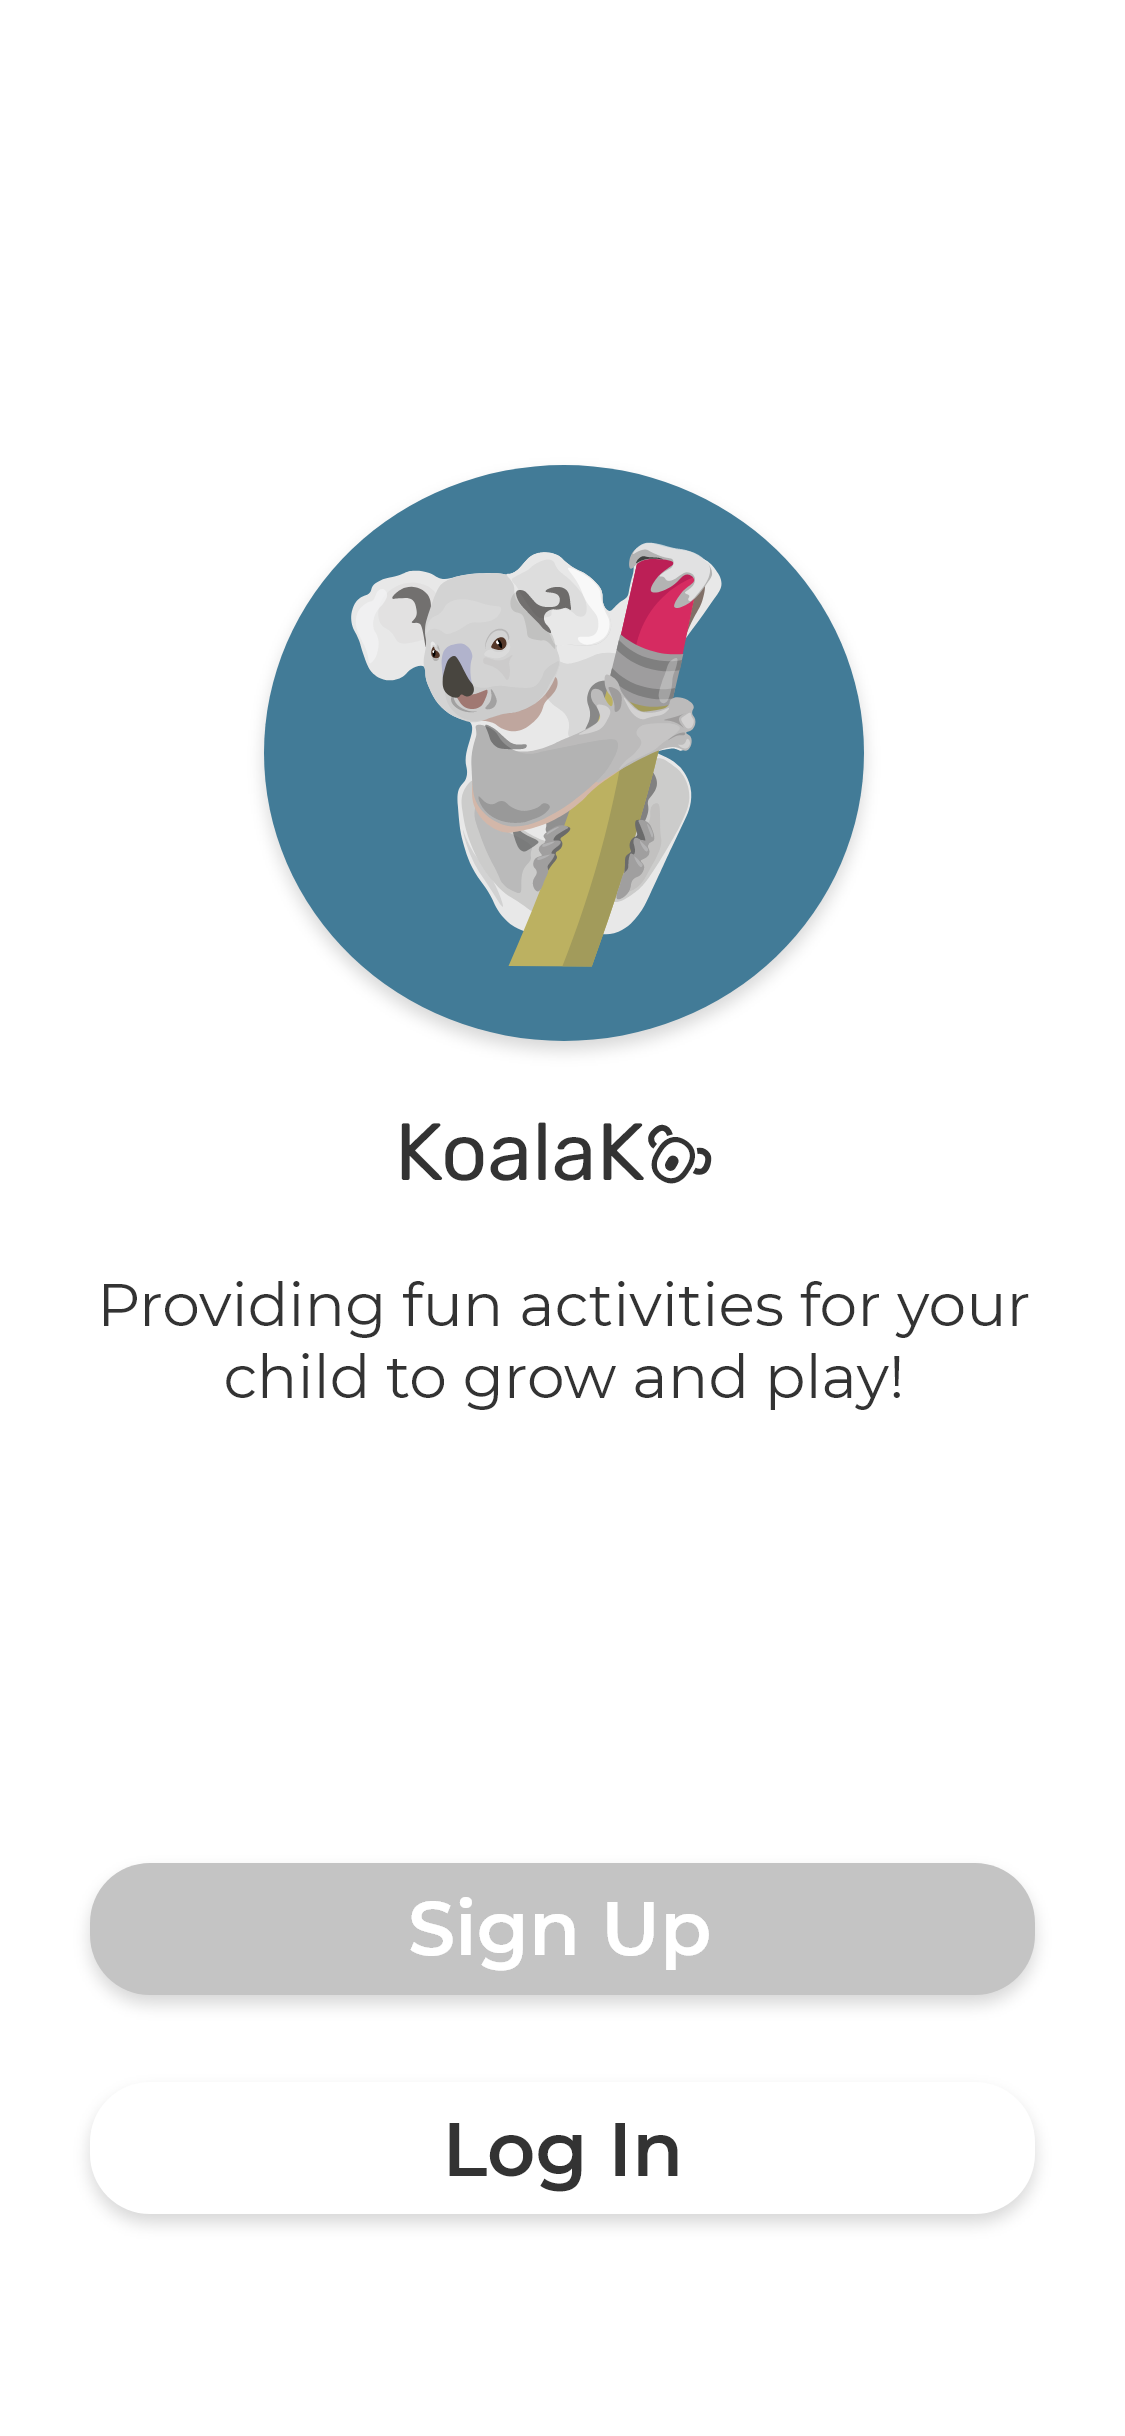 KoalaKo
Providing fun activities for your
child to grow and play!
Sign Up
Log In